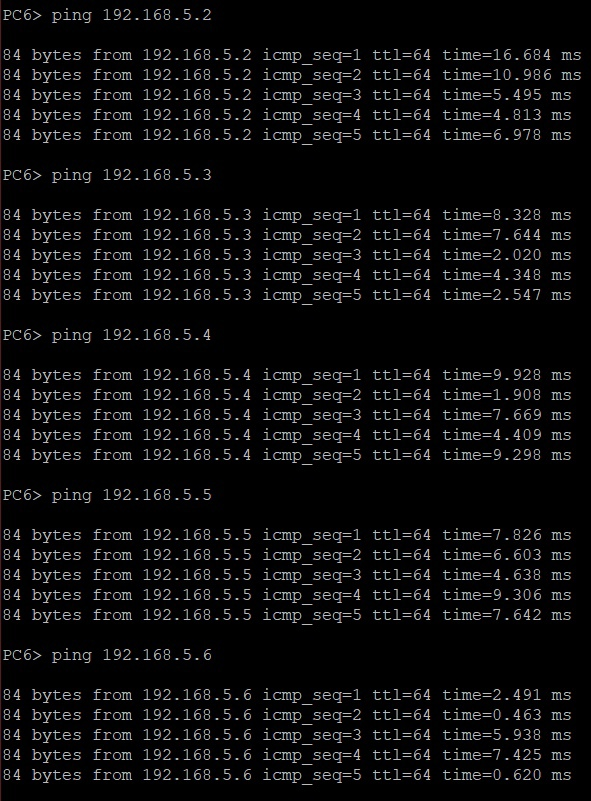 PC6> ping 192.168.5.2
84 bytes from 192.168.5.2 icmp_seq=1 ttl=64 time=16.684 ms
84 bytes from 192.168.5.2 icmp_seq=2 ttl=64 time=10.986 ms
84 bytes from 192.168.5.2 icmp_seq=3 ttl=64 time=5.495 ms
84 bytes from 192.168.5.2 icmp_seq=4 ttl=64 time=4.813 ms
84 bytes from 192.168.5.2 icmp_seq=5 ttl=64 time=6.978 ms
PC6> ping 192.168.5.3
84 bytes from 192.168.5.3 icmp_seq=1 ttl=64 time=8.328 ms
84 bytes from 192.168.5.3 icmp_seq=2 ttl=64 time=7.644 ms
84 bytes from 192.168.5.3 icmp_seq=3 ttl=64 time=2.020 ms
84 bytes from 192.168.5.3 icmp_seq=4 ttl=64 time=4.348 ms
84 bytes from 192.168.5.3 icmp_seq=5 ttl=64 time=2.547 ms
PC6> ping 192.168.5.4
84 bytes from 192.168.5.4 icmp_seq=1 ttl=64 time=9.928 ms
84 bytes from 192.168.5.4 icmp_seq=2 ttl=64 time=1.908 ms
84 bytes from 192.168.5.4 icmp_seq=3 ttl=64 time=7.669 ms
84 bytes from 192.168.5.4 icmp_seq=4 ttl=64 time=4.409 ms
84 bytes from 192.168.5.4 icmp_seq=5 ttl=64 time=9.298 ms
PC6> ping 192.168.5.5
84 bytes from 192.168.5.5 icmp_seq=1 ttl=64 time=7.826 ms
84 bytes from 192.168.5.5 icmp_seq=2 ttl=64 time=6.603 ms
84 bytes from 192.168.5.5 icmp_seq=3 ttl=64 time=4.638 ms
84 bytes from 192.168.5.5 icmp_seq=4 ttl=64 time=9.306 ms
84 bytes from 192.168.5.5 icmp_seq=5 ttl=64 time=7.642 ms
PC6> ping 192.168.5.6
84 bytes from 192.168.5.6 icmp_seq=1 ttl=64 time=2.491 ms
84 bytes from 192.168.5.6 icmp_seq=2 ttl=64 time=0.463 ms
84 bytes from 192.168.5.6 icmp_seq=3 ttl=64 time=5.938 ms
84 bytes from 192.168.5.6 icmp_seq=4 ttl=64 time=7.425 ms
84 bytes from 192.168.5.6 icmp_seq=5 ttl=64 time=0.620 ms